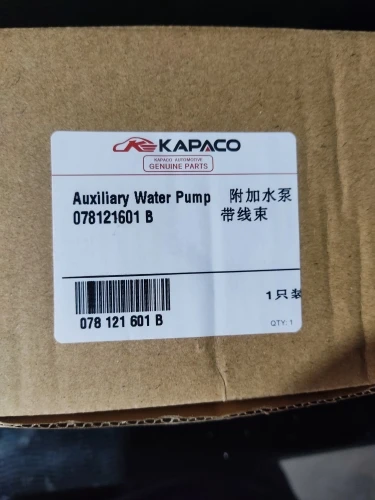 KAPACO
KAPACO AUTOMOTIVE
GENUINE PARTS
Auxiliary Water Pump 附加水泵
078121601 B 带线束
1只装
078 121 601 B
QTY: 1